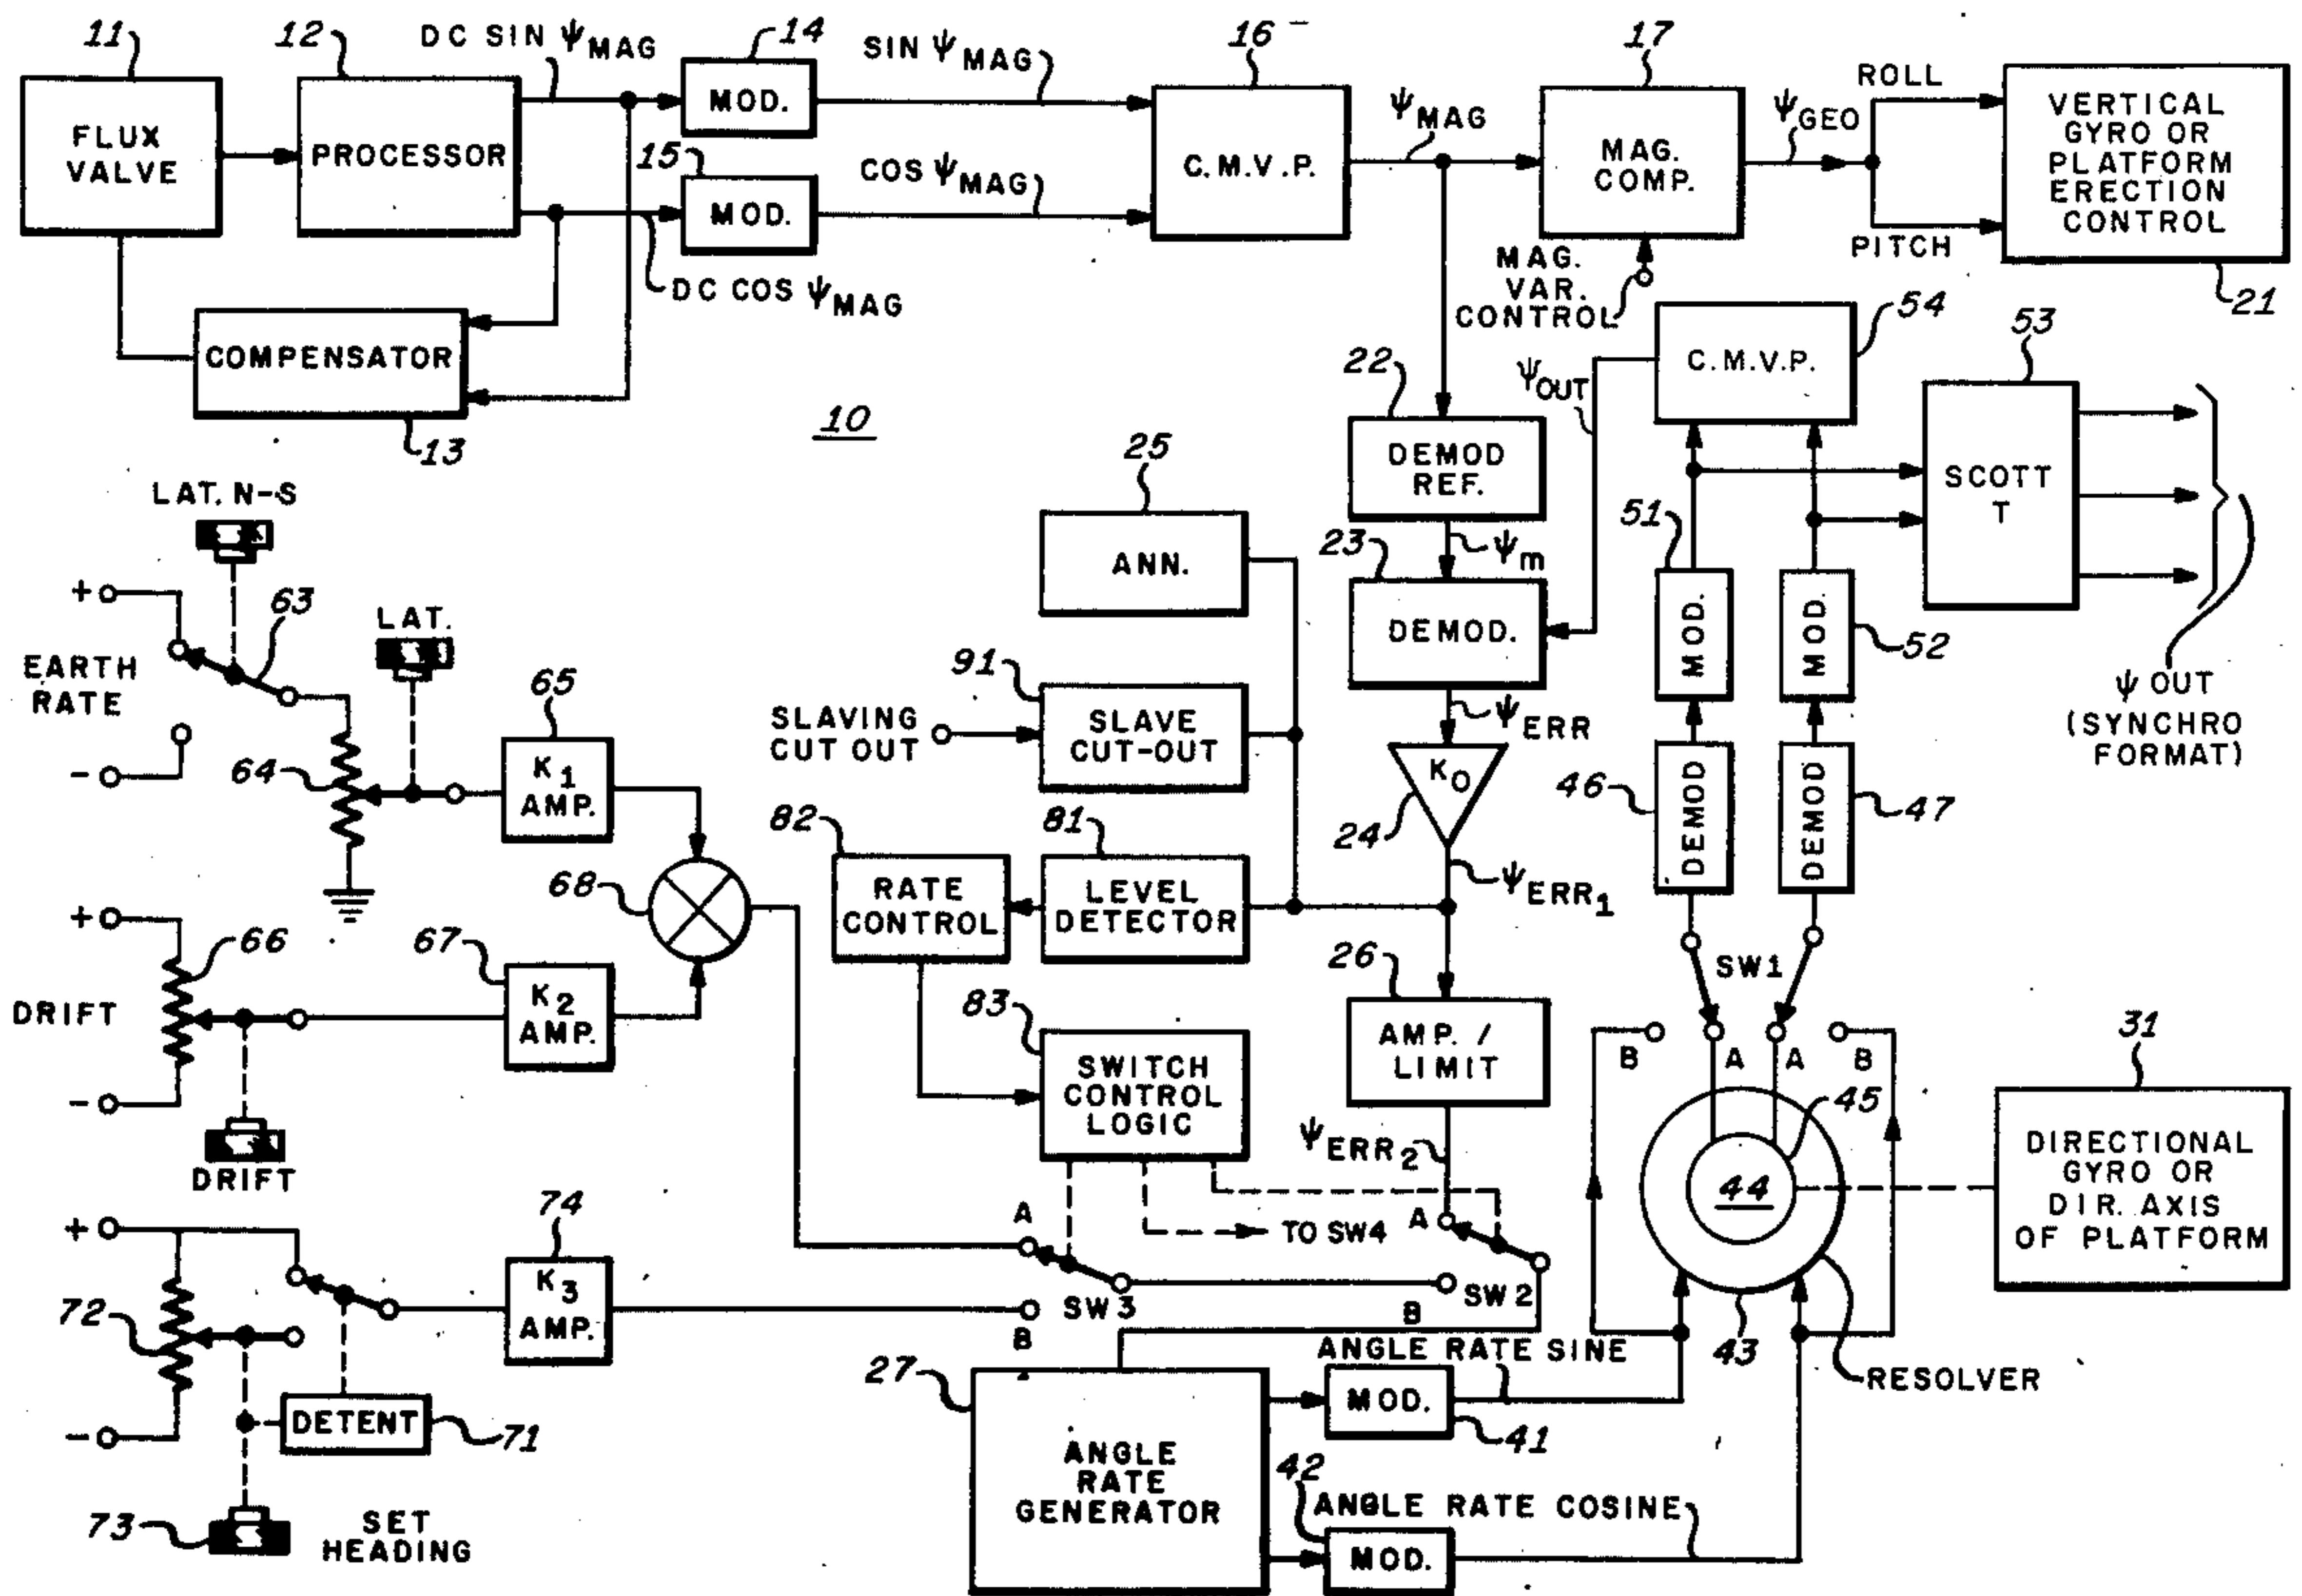 11
12
DC SIN ψMAG
14
SIN ψMAG
16
17
ROLL
FLUX
VALVE
PROCESSOR
MOD.
15
MOD.
COS ψMAG
DC COS ψMAG
C.M.V.P.
ψMAG
MAG.
COMP.
ψGEO
PITCH
VERTICAL
GYRO OR
PLATFORM
ERECTION
CONTROL
21
MAG.
VAR.
CONTROL
COMPENSATOR
13
10
22
ψOUT
54
C.M.V.P.
53
DEMOD
REF.
SCOTT
T
ψm
25
ANN.
23
DEMOD.
51
MOD.
MOD.
52
ψ OUT
(SYNCHRO
FORMAT)
LAT. N-S
+
63
EARTH
RATE
-
LAT.
64
65
K1
AMP.
SLAVING
CUT OUT
91
SLAVE
CUT-OUT
ψERR
K0
24
46
DEMOD
DEMOD
47
82
RATE
CONTROL
81
LEVEL
DETECTOR
ψERR1
68
+
66
DRIFT
-
DRIFT
67
K2
AMP.
83
SWITCH
CONTROL
LOGIC
26
AMP./
LIMIT
SW1
B
A
A
B
45
44
31
DIRECTIONAL
GYRO OR
DIR. AXIS
OF PLATFORM
ψERR2
TO SW4
A
A
SW3
B
SW2
B
43
RESOLVER
+
72
-
74
K3
AMP.
DETENT
71
73
SET
HEADING
27
ANGLE
RATE
GENERATOR
ANGLE RATE SINE
MOD.
41
42
ANGLE RATE COSINE
MOD.